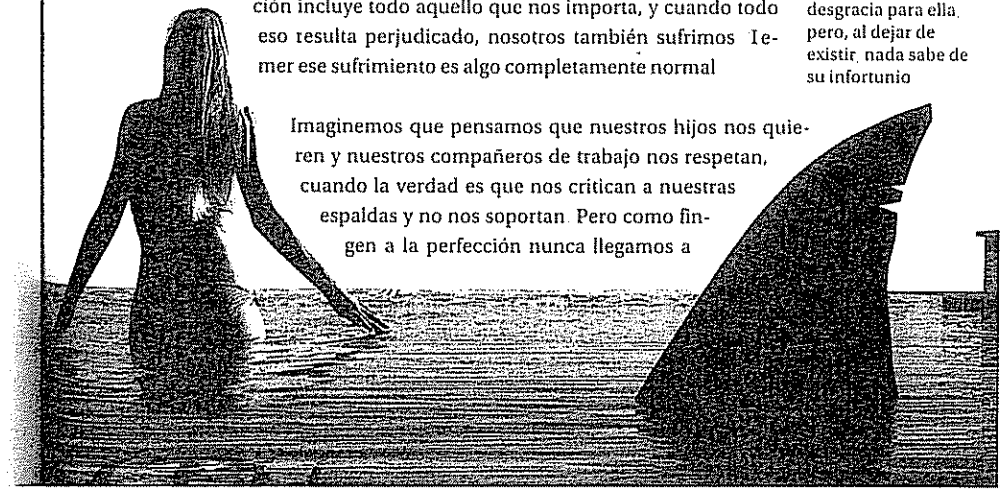 ción incluye todo aquello que nos importa, y cuando todo
eso resulta perjudicado, nosotros también sufrimos Te-
mer ese sufrimiento es algo completamente normal
Imaginemos que pensamos que nuestros hijos nos quie-
ren y nuestros compañeros de trabajo nos respetan,
cuando la verdad es que nos critican a nuestras
espaldas y no nos soportan Pero como fin-
gen a la perfección nunca llegamos a
desgracia para ella,
pero, al dejar de
existir, nada sabe de
su infortunio